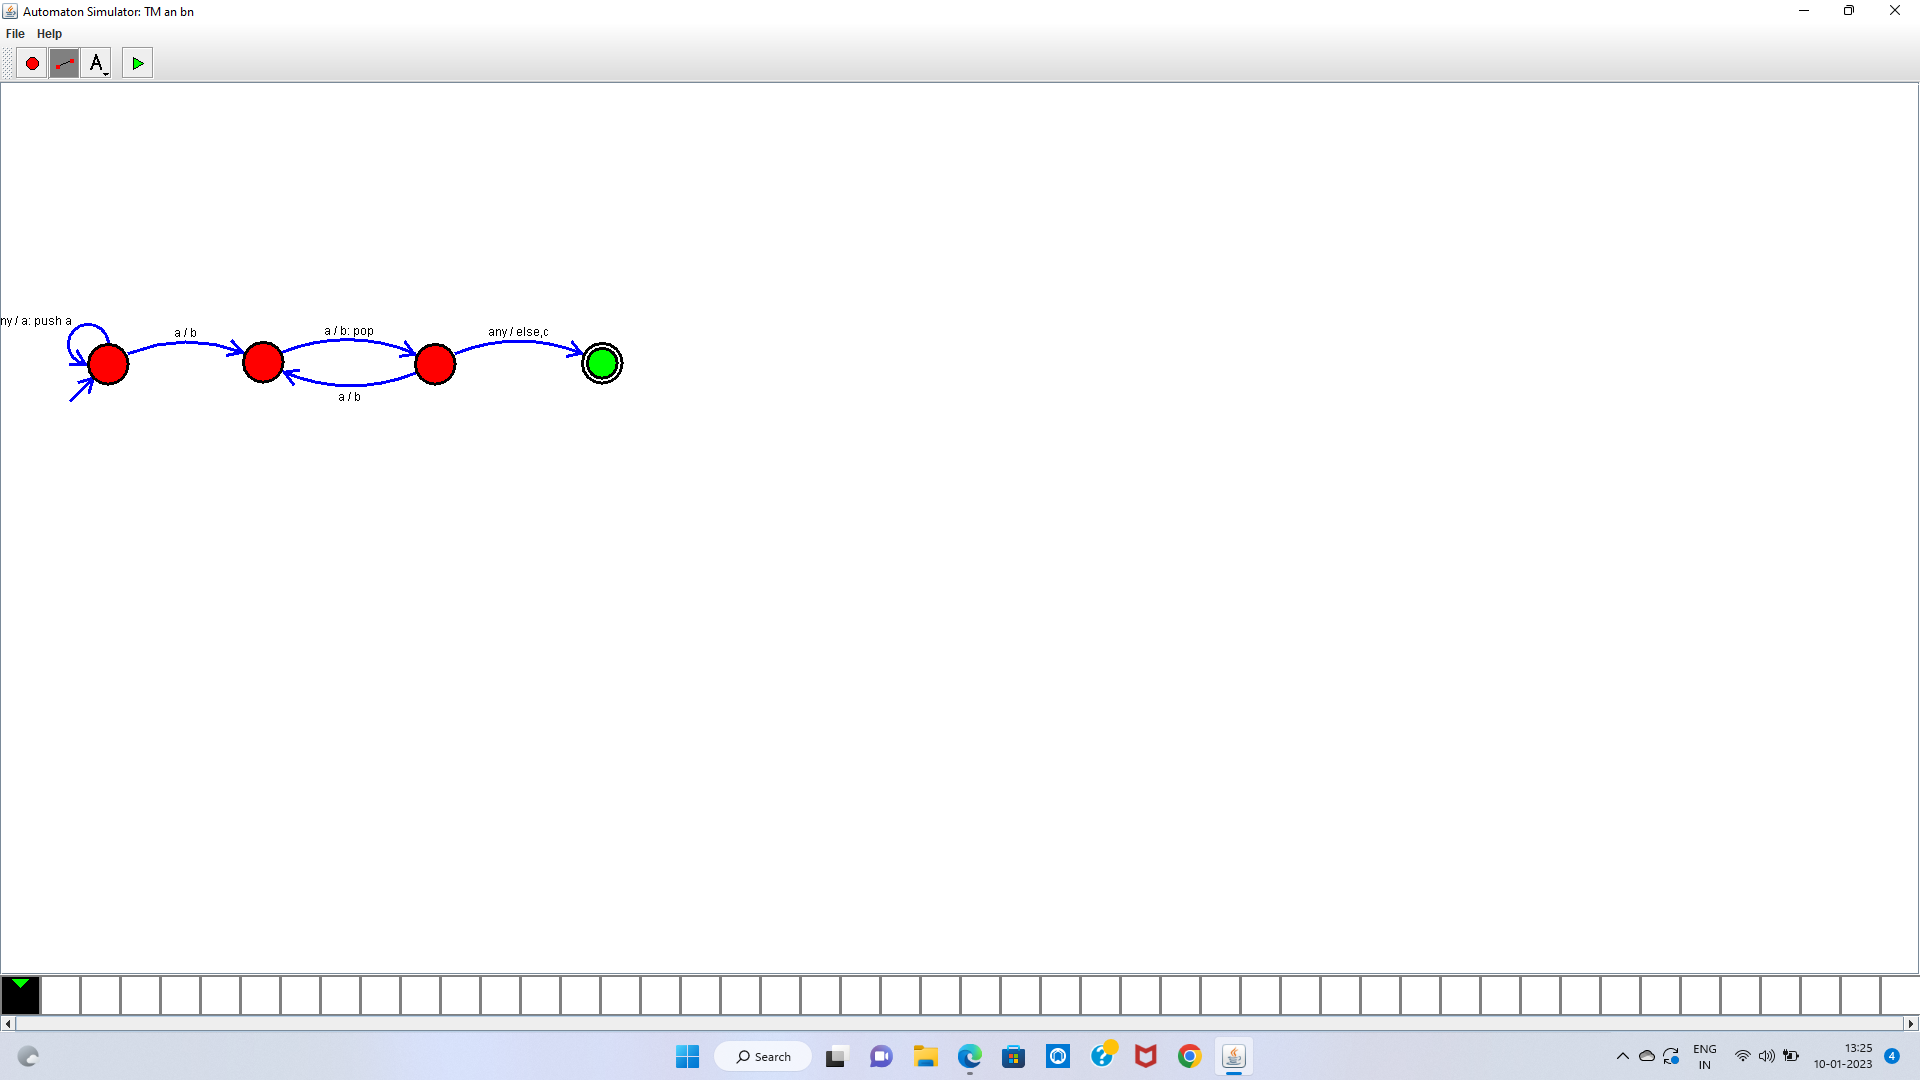 Automaton Simulator: TM an bn
File Help
A
ny / a: push a
a / b
a / b: pop
any / else,c
a / b
Search
ENG
IN
13:25
10-01-2023
4